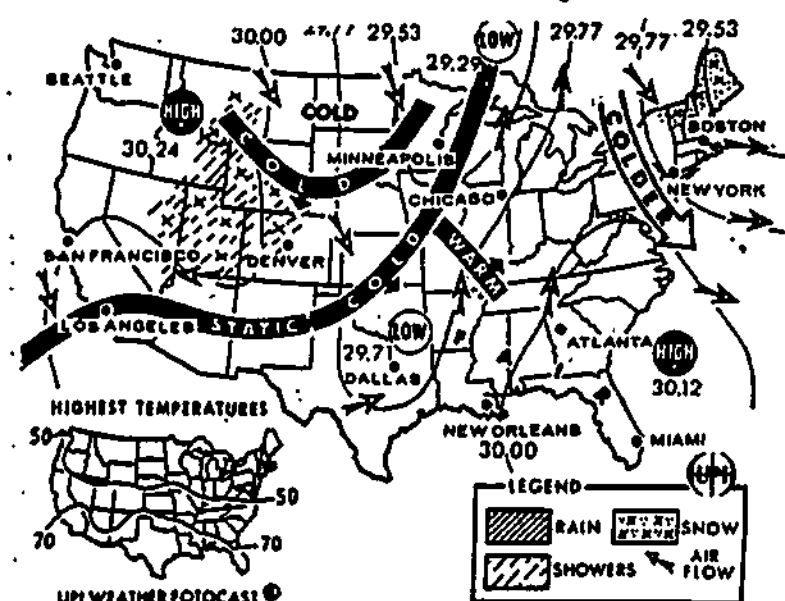 30.00
29.53
LOW
29.77
29.77
29.53
29.29
SEATTLE
HIGH
COLD
BOSTON
30.24
COLD
MINNEAPOLIS
COLDER
CHICAGO
NEW YORK
WARM
SAN FRANCISCO
DENVER
COLD
LOS ANGELES
STATIC
LOW
FAIR
ATLANTA
29.71
HIGH
DALLAS
30.12
HIGHEST TEMPERATURES
NEW ORLEANS
MIAMI
50
30.00
UPI
LEGEND
50
RAIN
SNOW
70
70
SHOWERS
AIR
FLOW
UPI WEATHER FOTOCAST